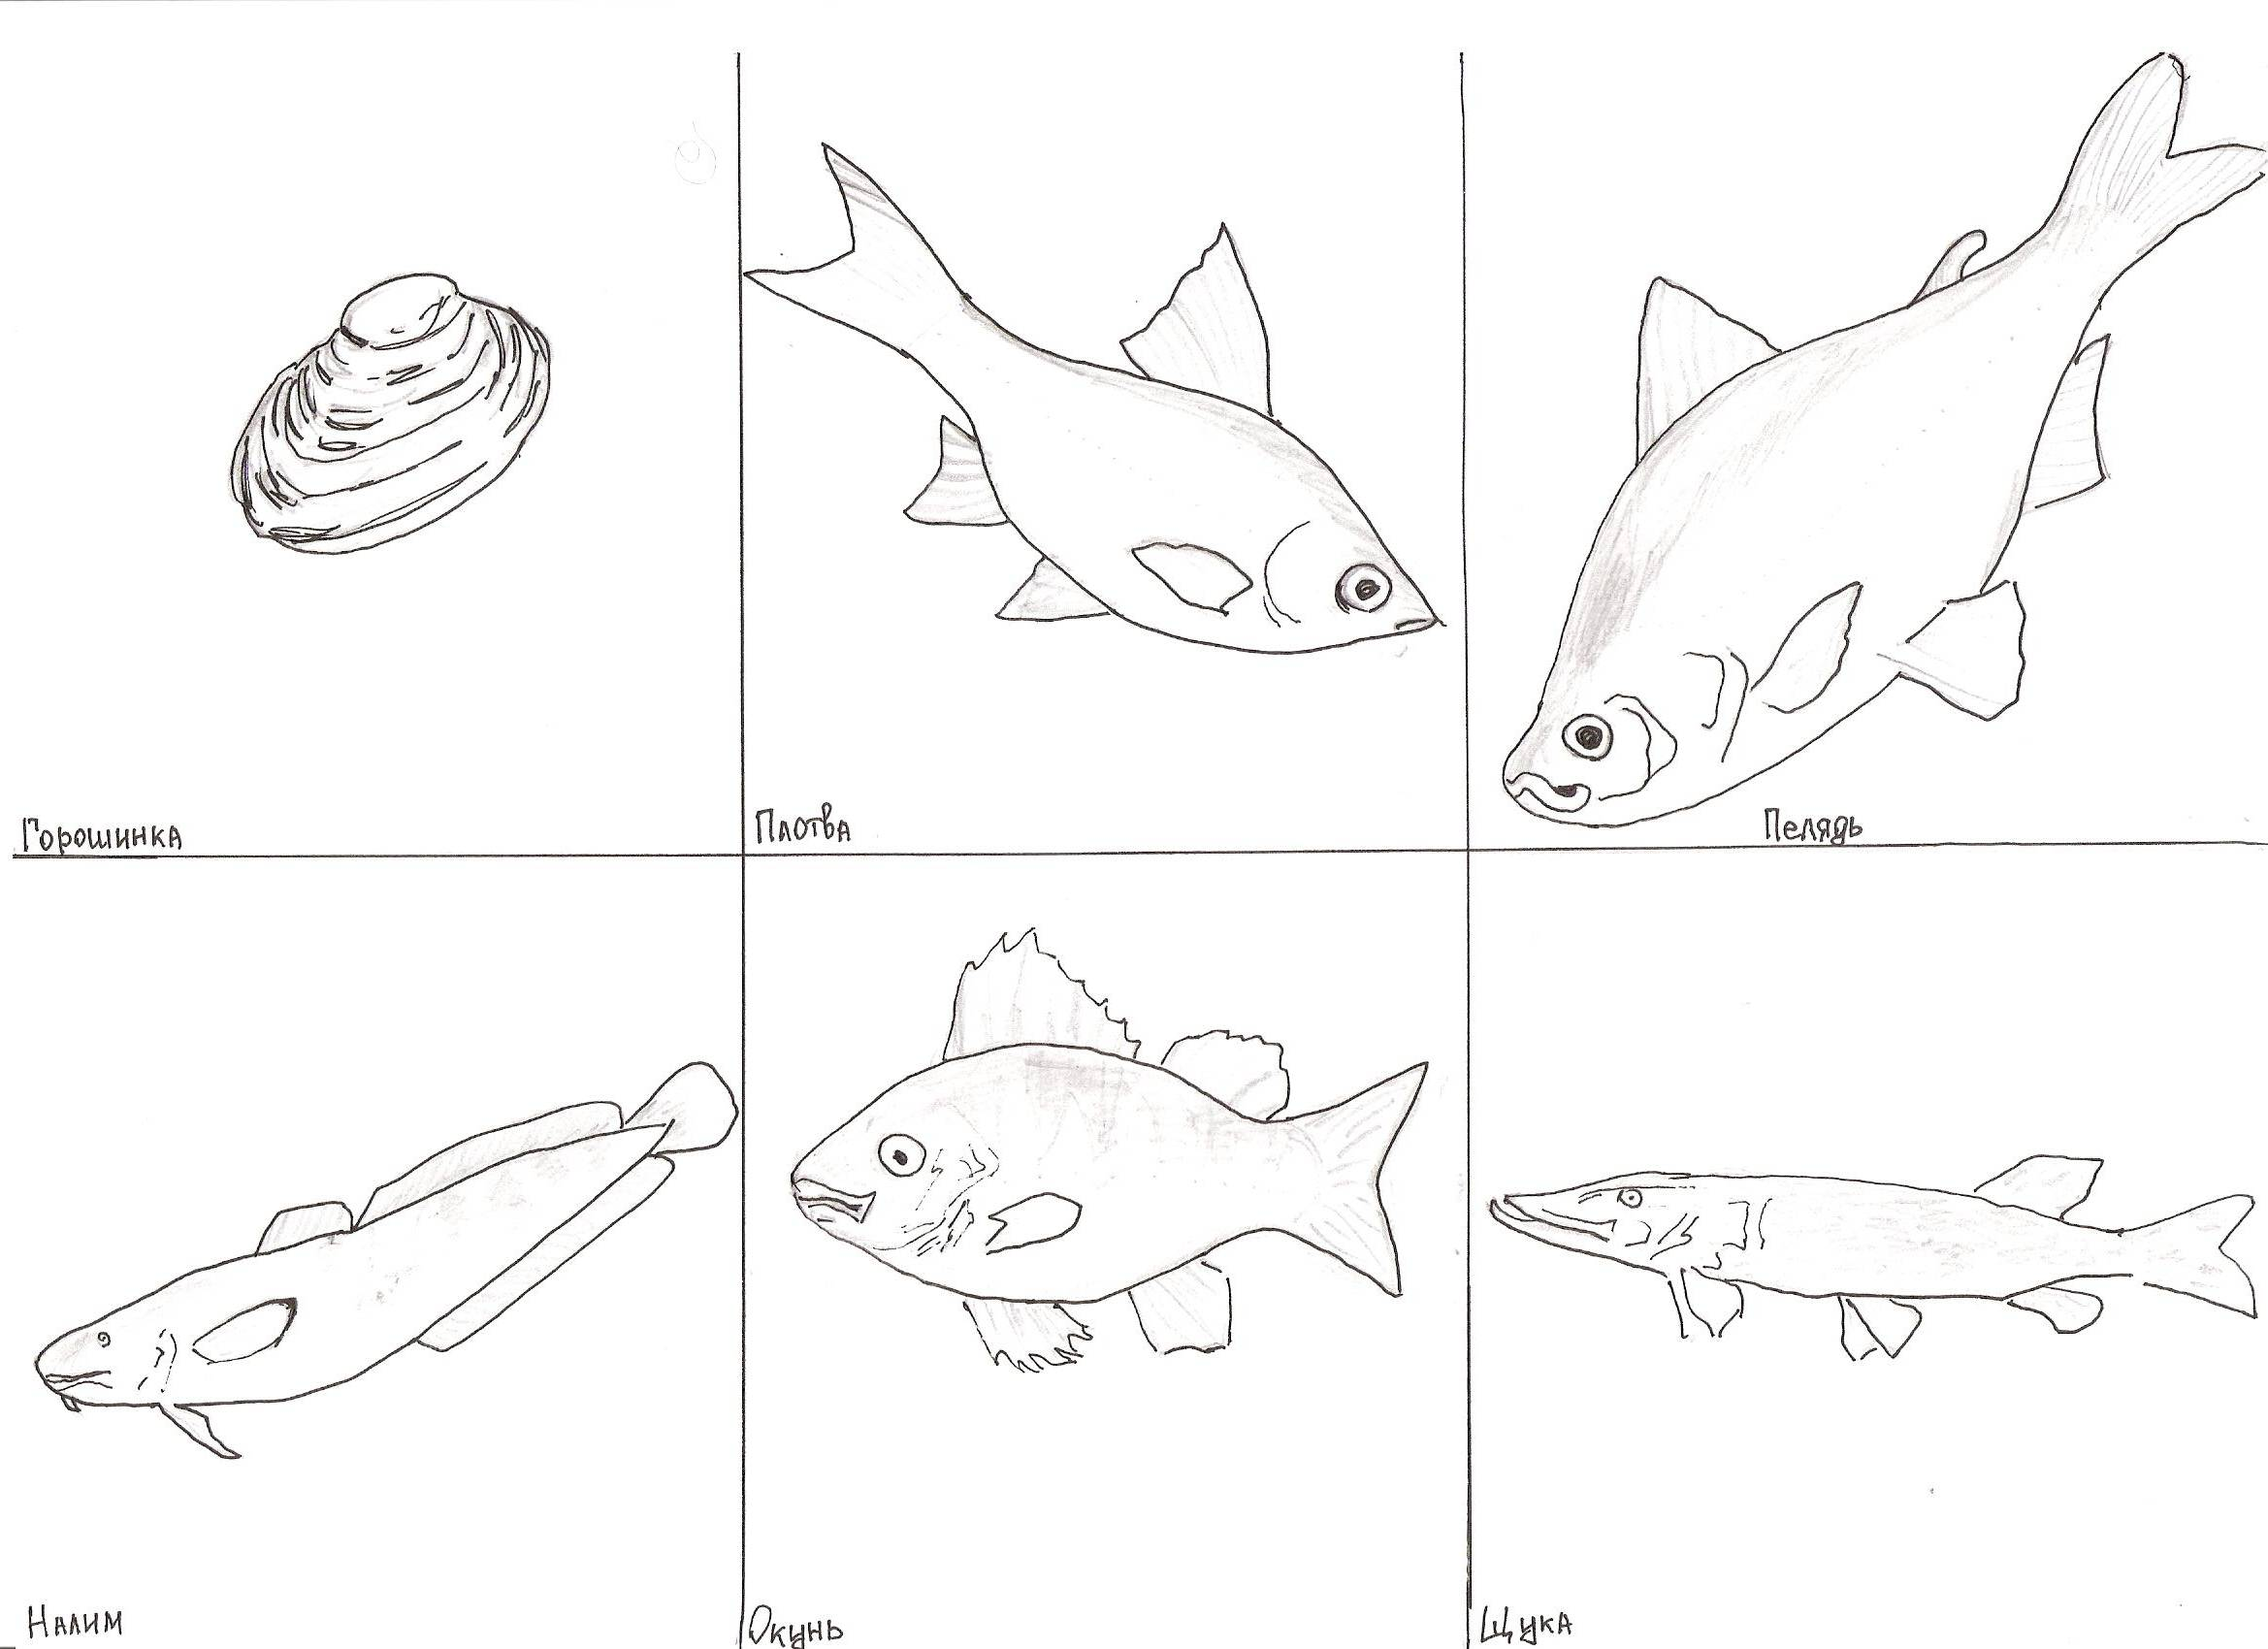 Горошинка
Плотва
Пелядь
Налим
Окунь
Щука